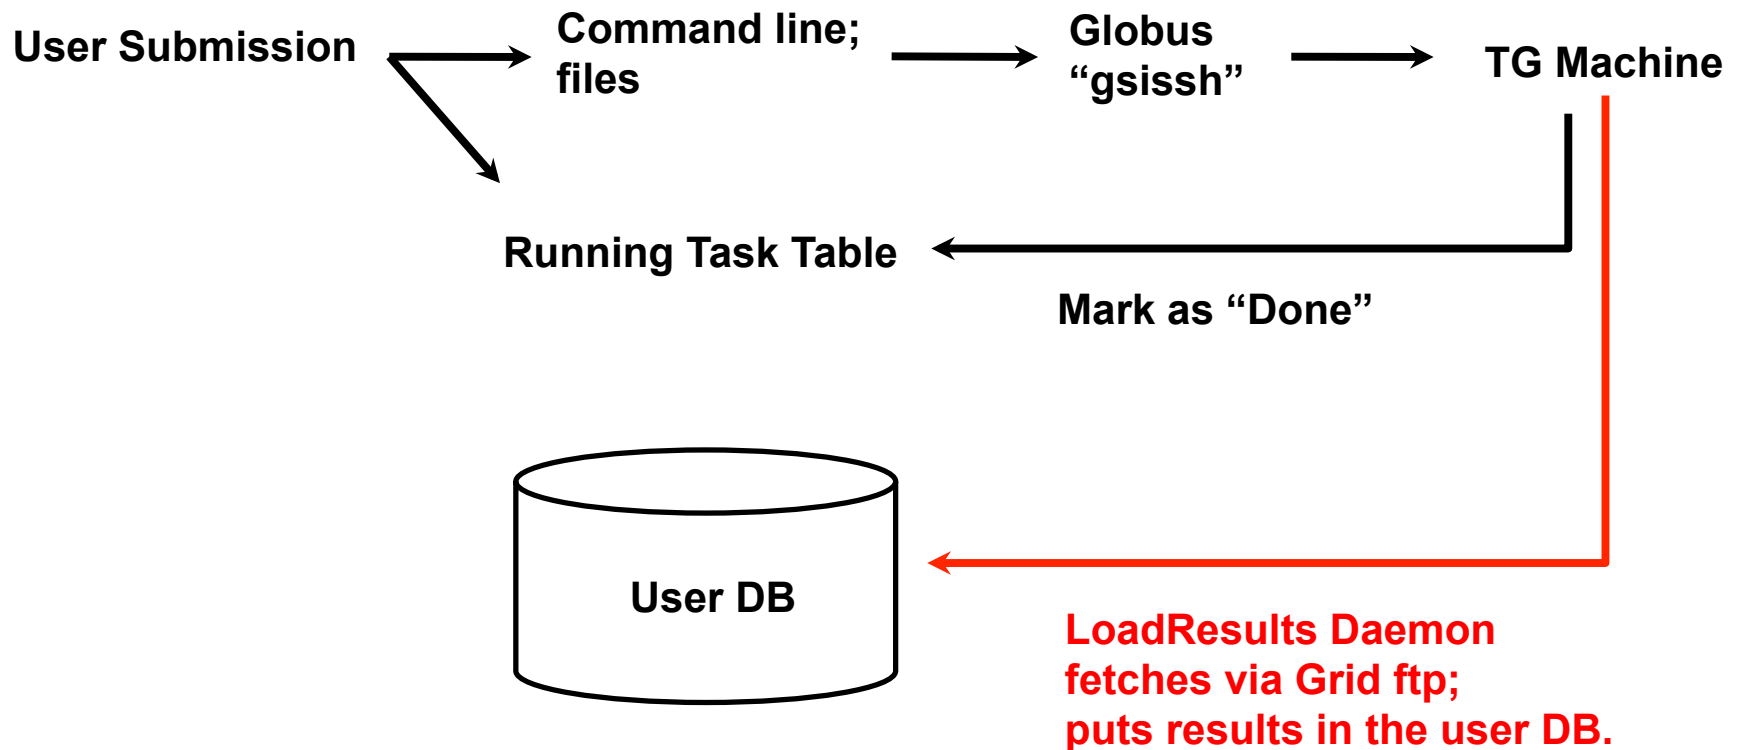 User Submission
Command line;
files
Globus
“gsissh”
TG Machine
Running Task Table
Mark as “Done”
User DB
LoadResults Daemon
fetches via Grid ftp;
puts results in the user DB.